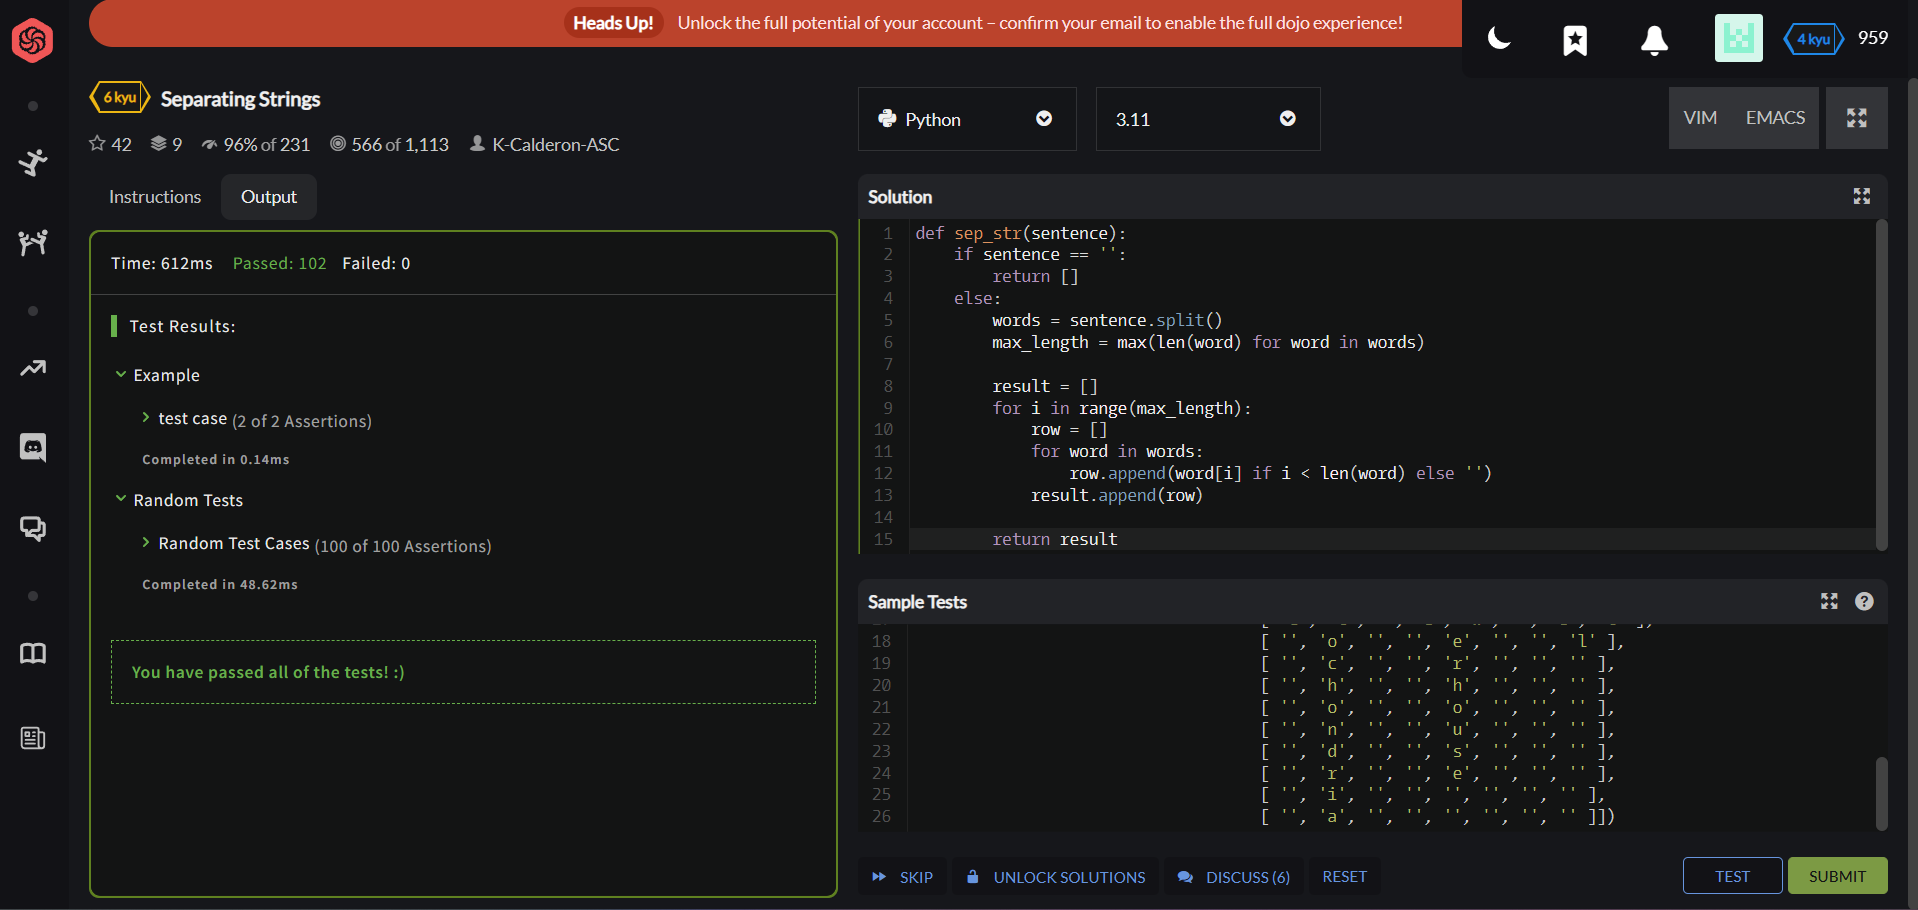 Heads Up! Unlock the full potential of your account – confirm your email to enable the full dojo experience!
4 kyu 959
6 kyu Separating Strings
42 9 96% of 231 566 of 1,113 K-Calderon-ASC
Instructions Output
Time: 612ms Passed: 102 Failed: 0
Test Results:
Example
test case (2 of 2 Assertions)
Completed in 0.14ms
Random Tests
Random Test Cases (100 of 100 Assertions)
Completed in 48.62ms
You have passed all of the tests! :)
Python 3.11 VIM EMACS
Solution
1 def sep_str(sentence):
2     if sentence == '':
3         return []
4     else:
5         words = sentence.split()
6         max_length = max(len(word) for word in words)
7
8         result = []
9         for i in range(max_length):
10             row = []
11             for word in words:
12                 row.append(word[i] if i < len(word) else '')
13             result.append(row)
14
15         return result
Sample Tests
18 [ '', 'o', '', '', 'e', '', '', 'l' ],
19 [ '', 'c', '', '', 'r', '', '', '' ],
20 [ '', 'h', '', '', 'h', '', '', '' ],
21 [ '', 'o', '', '', 'o', '', '', '' ],
22 [ '', 'n', '', '', 'u', '', '', '' ],
23 [ '', 'd', '', '', 's', '', '', '' ],
24 [ '', 'r', '', '', 'e', '', '', '' ],
25 [ '', 'i', '', '', '', '', '', '' ],
26 [ '', 'a', '', '', '', '', '', '' ]])
SKIP UNLOCK SOLUTIONS DISCUSS (6) RESET TEST SUBMIT